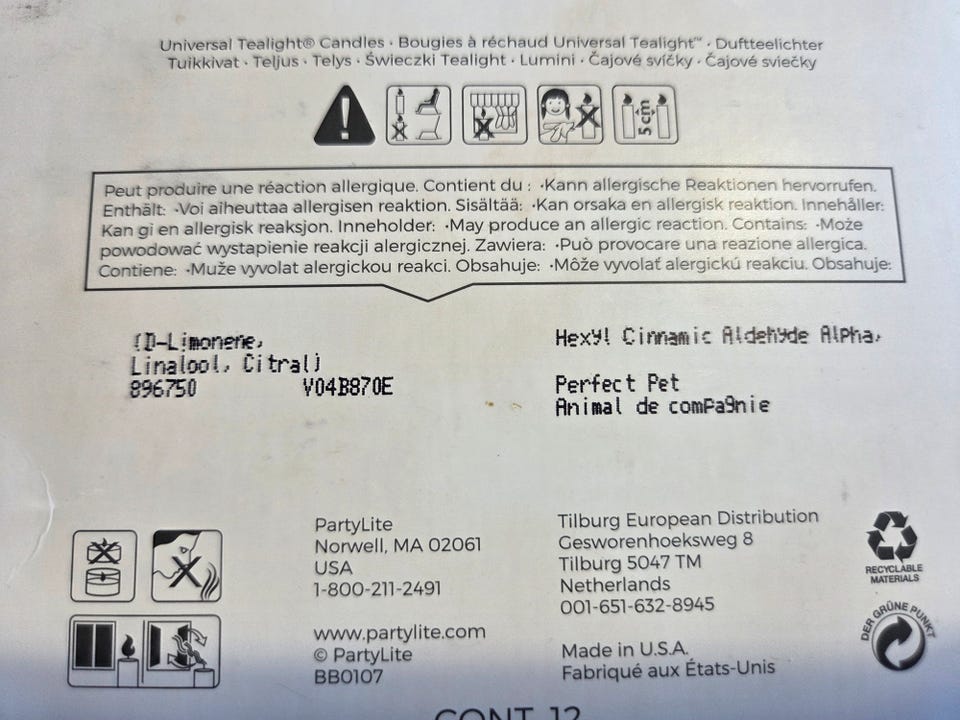 Universal Tealight® Candles · Bougies à réchaud Universal Tealight™ · Duftteelichter
Tuikkivat · Teljus · Telys · Świeczki Tealight · Lumini · Čajové svíčky · Čajové sviečky
5 cm
Peut produire une réaction allergique. Contient du : ·Kann allergische Reaktionen hervorrufen.
Enthält: ·Voi aiheuttaa allergisen reaktion. Sisältää: ·Kan orsaka en allergisk reaktion. Innehåller:
Kan gi en allergisk reaksjon. Inneholder: ·May produce an allergic reaction. Contains: ·Może
powodować wystąpienie reakcji alergicznej. Zawiera: ·Può provocare una reazione allergica.
Contiene: ·Muže vyvolat alergickou reakci. Obsahuje: ·Môže vyvolať alergickú reakciu. Obsahuje:
(D-Limonene, Hexyl Cinnamic Aldehyde Alpha,
Linalool, Citral)
896750 V04B870E Perfect Pet
Animal de compagnie
PartyLite
Norwell, MA 02061
USA
1-800-211-2491
www.partylite.com
© PartyLite
BB0107
Tilburg European Distribution
Gesworenhoeksweg 8
Tilburg 5047 TM
Netherlands
001-651-632-8945
Made in U.S.A.
Fabriqué aux États-Unis
RECYCLABLE
MATERIALS
DER GRÜNE PUNKT
CONT. 12